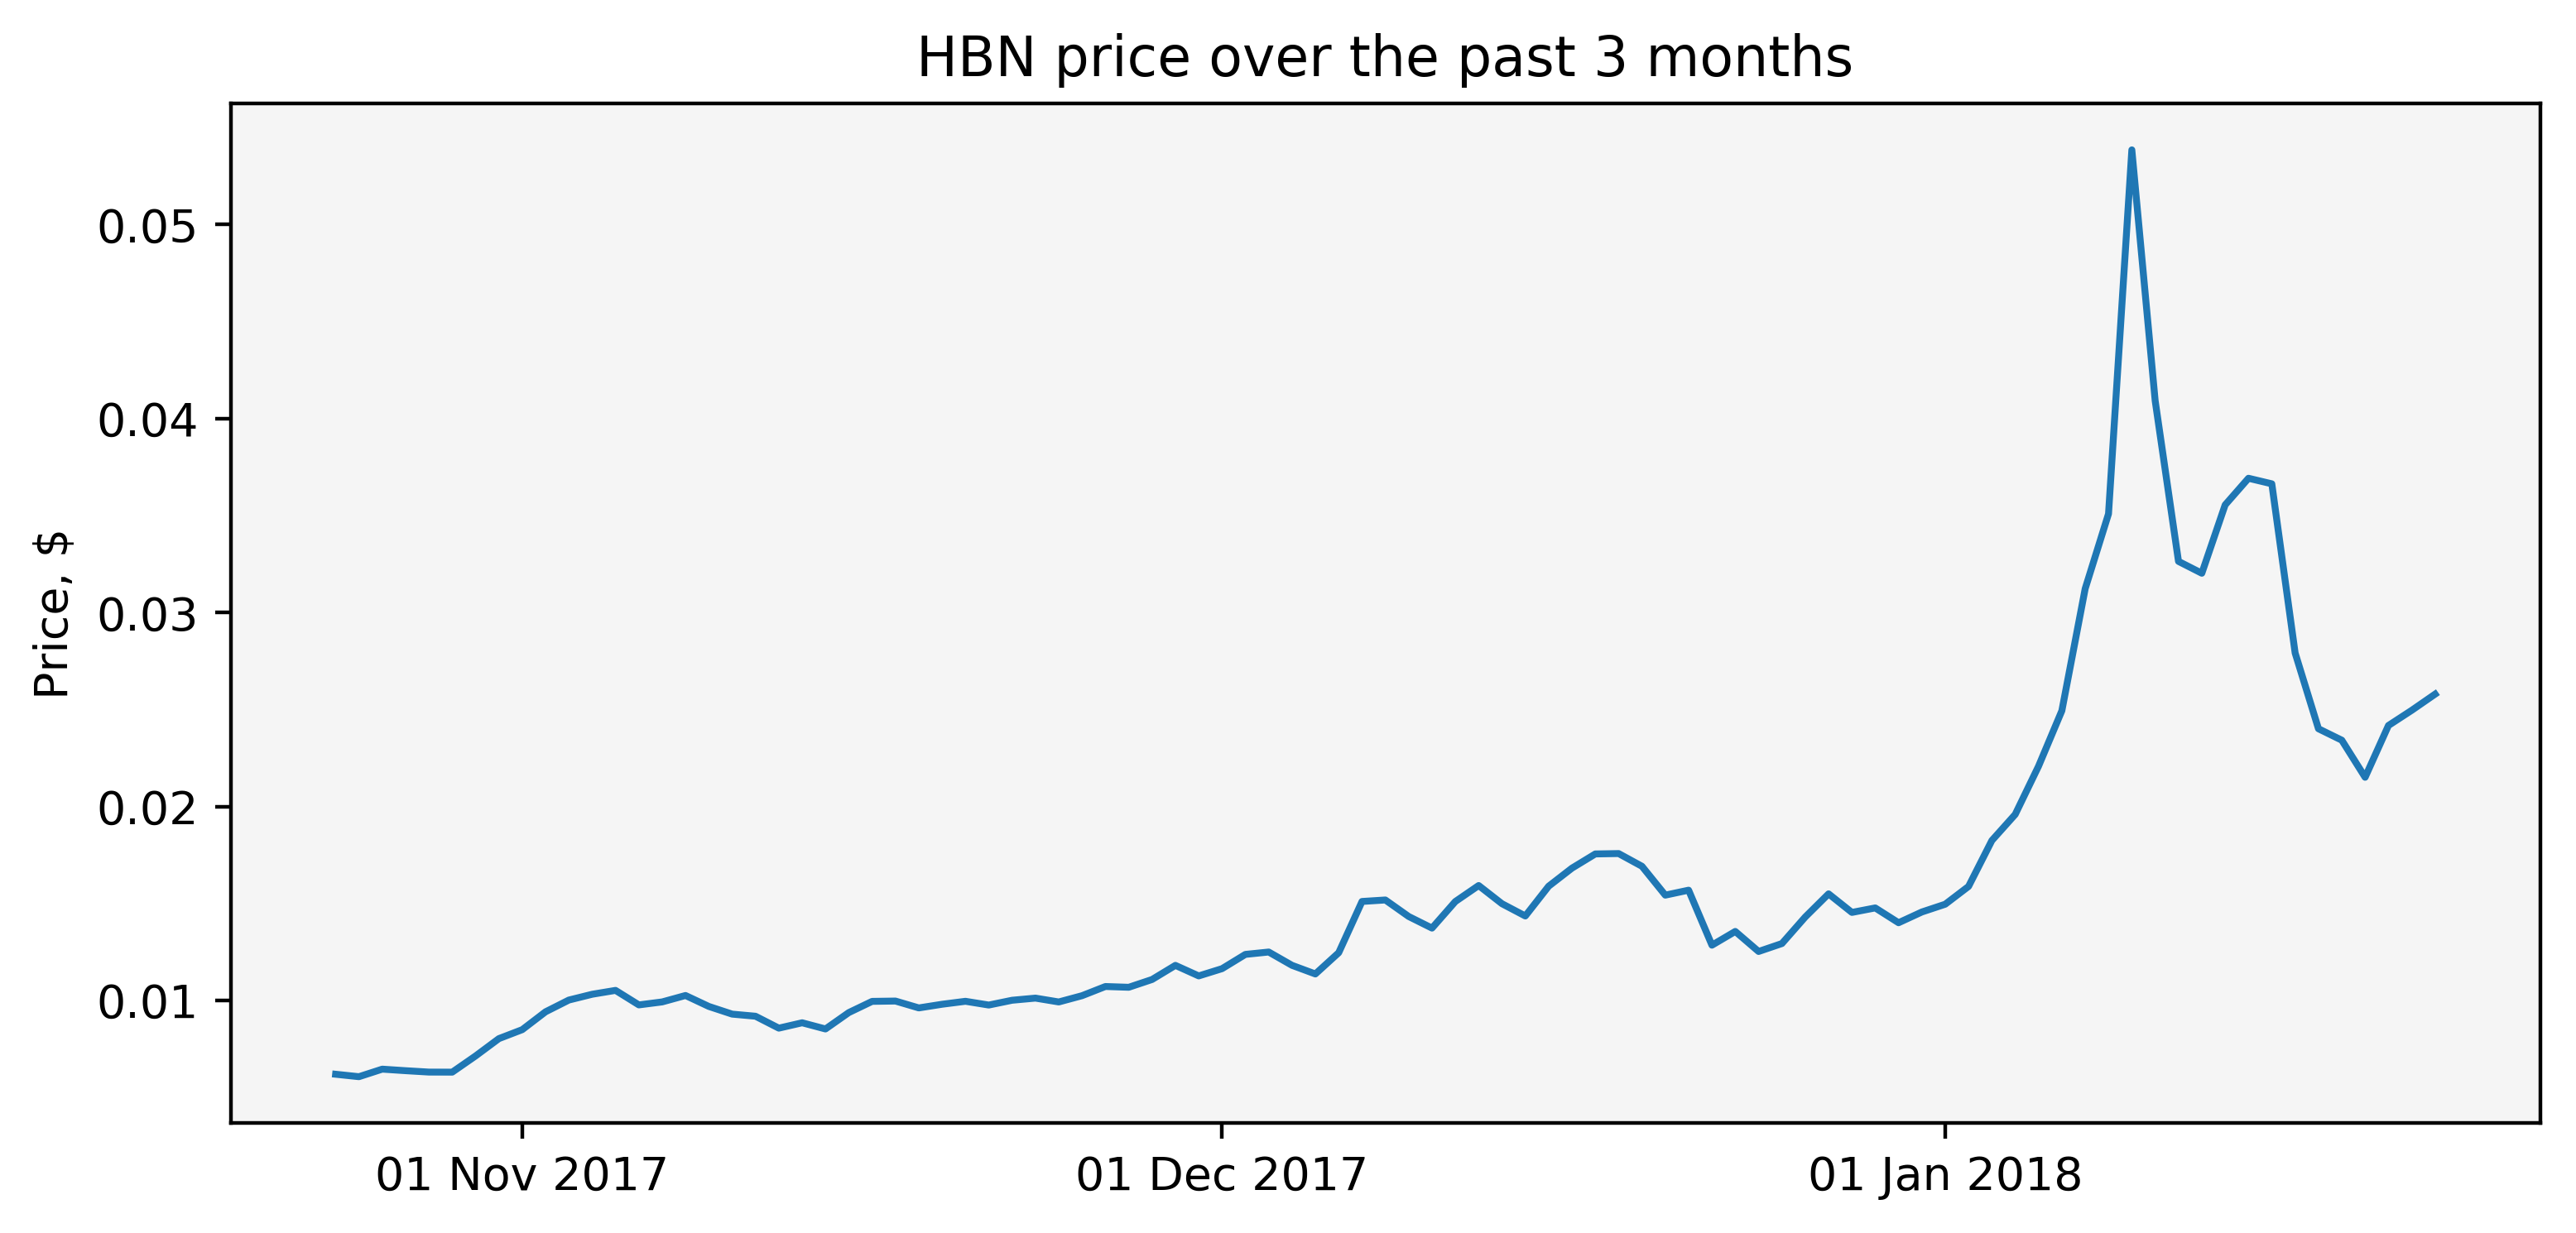 HBN price over the past 3 months
Price, $
0.05
0.04
0.03
0.02
0.01
01 Nov 2017
01 Dec 2017
01 Jan 2018